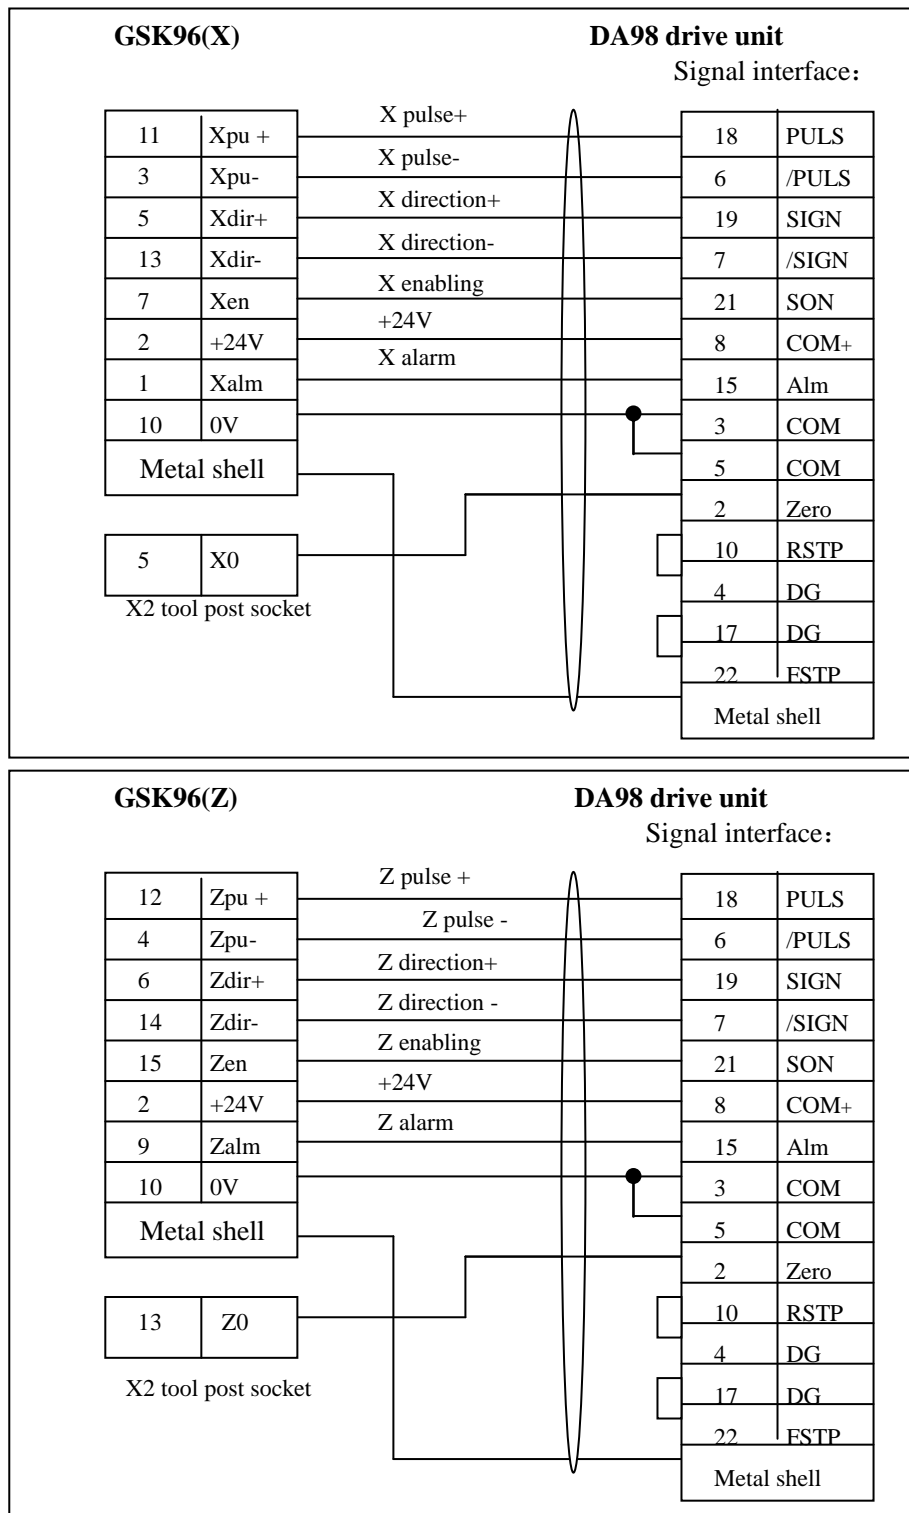 GSK96(X) DA98 drive unit
Signal interface：
X pulse+
11 Xpu + 18 PULS
X pulse-
3 Xpu- 6 /PULS
X direction+
5 Xdir+ 19 SIGN
X direction-
13 Xdir- 7 /SIGN
X enabling
7 Xen 21 SON
+24V
2 +24V 8 COM+
X alarm
1 Xalm 15 Alm
10 0V 3 COM
Metal shell 5 COM
2 Zero
5 X0 10 RSTP
X2 tool post socket 4 DG
17 DG
22 FSTP
Metal shell
GSK96(Z) DA98 drive unit
Signal interface：
Z pulse +
12 Zpu + 18 PULS
Z pulse -
4 Zpu- 6 /PULS
Z direction+
6 Zdir+ 19 SIGN
Z direction -
14 Zdir- 7 /SIGN
Z enabling
15 Zen 21 SON
+24V
2 +24V 8 COM+
Z alarm
9 Zalm 15 Alm
10 0V 3 COM
Metal shell 5 COM
2 Zero
13 Z0 10 RSTP
4 DG
X2 tool post socket 17 DG
22 FSTP
Metal shell